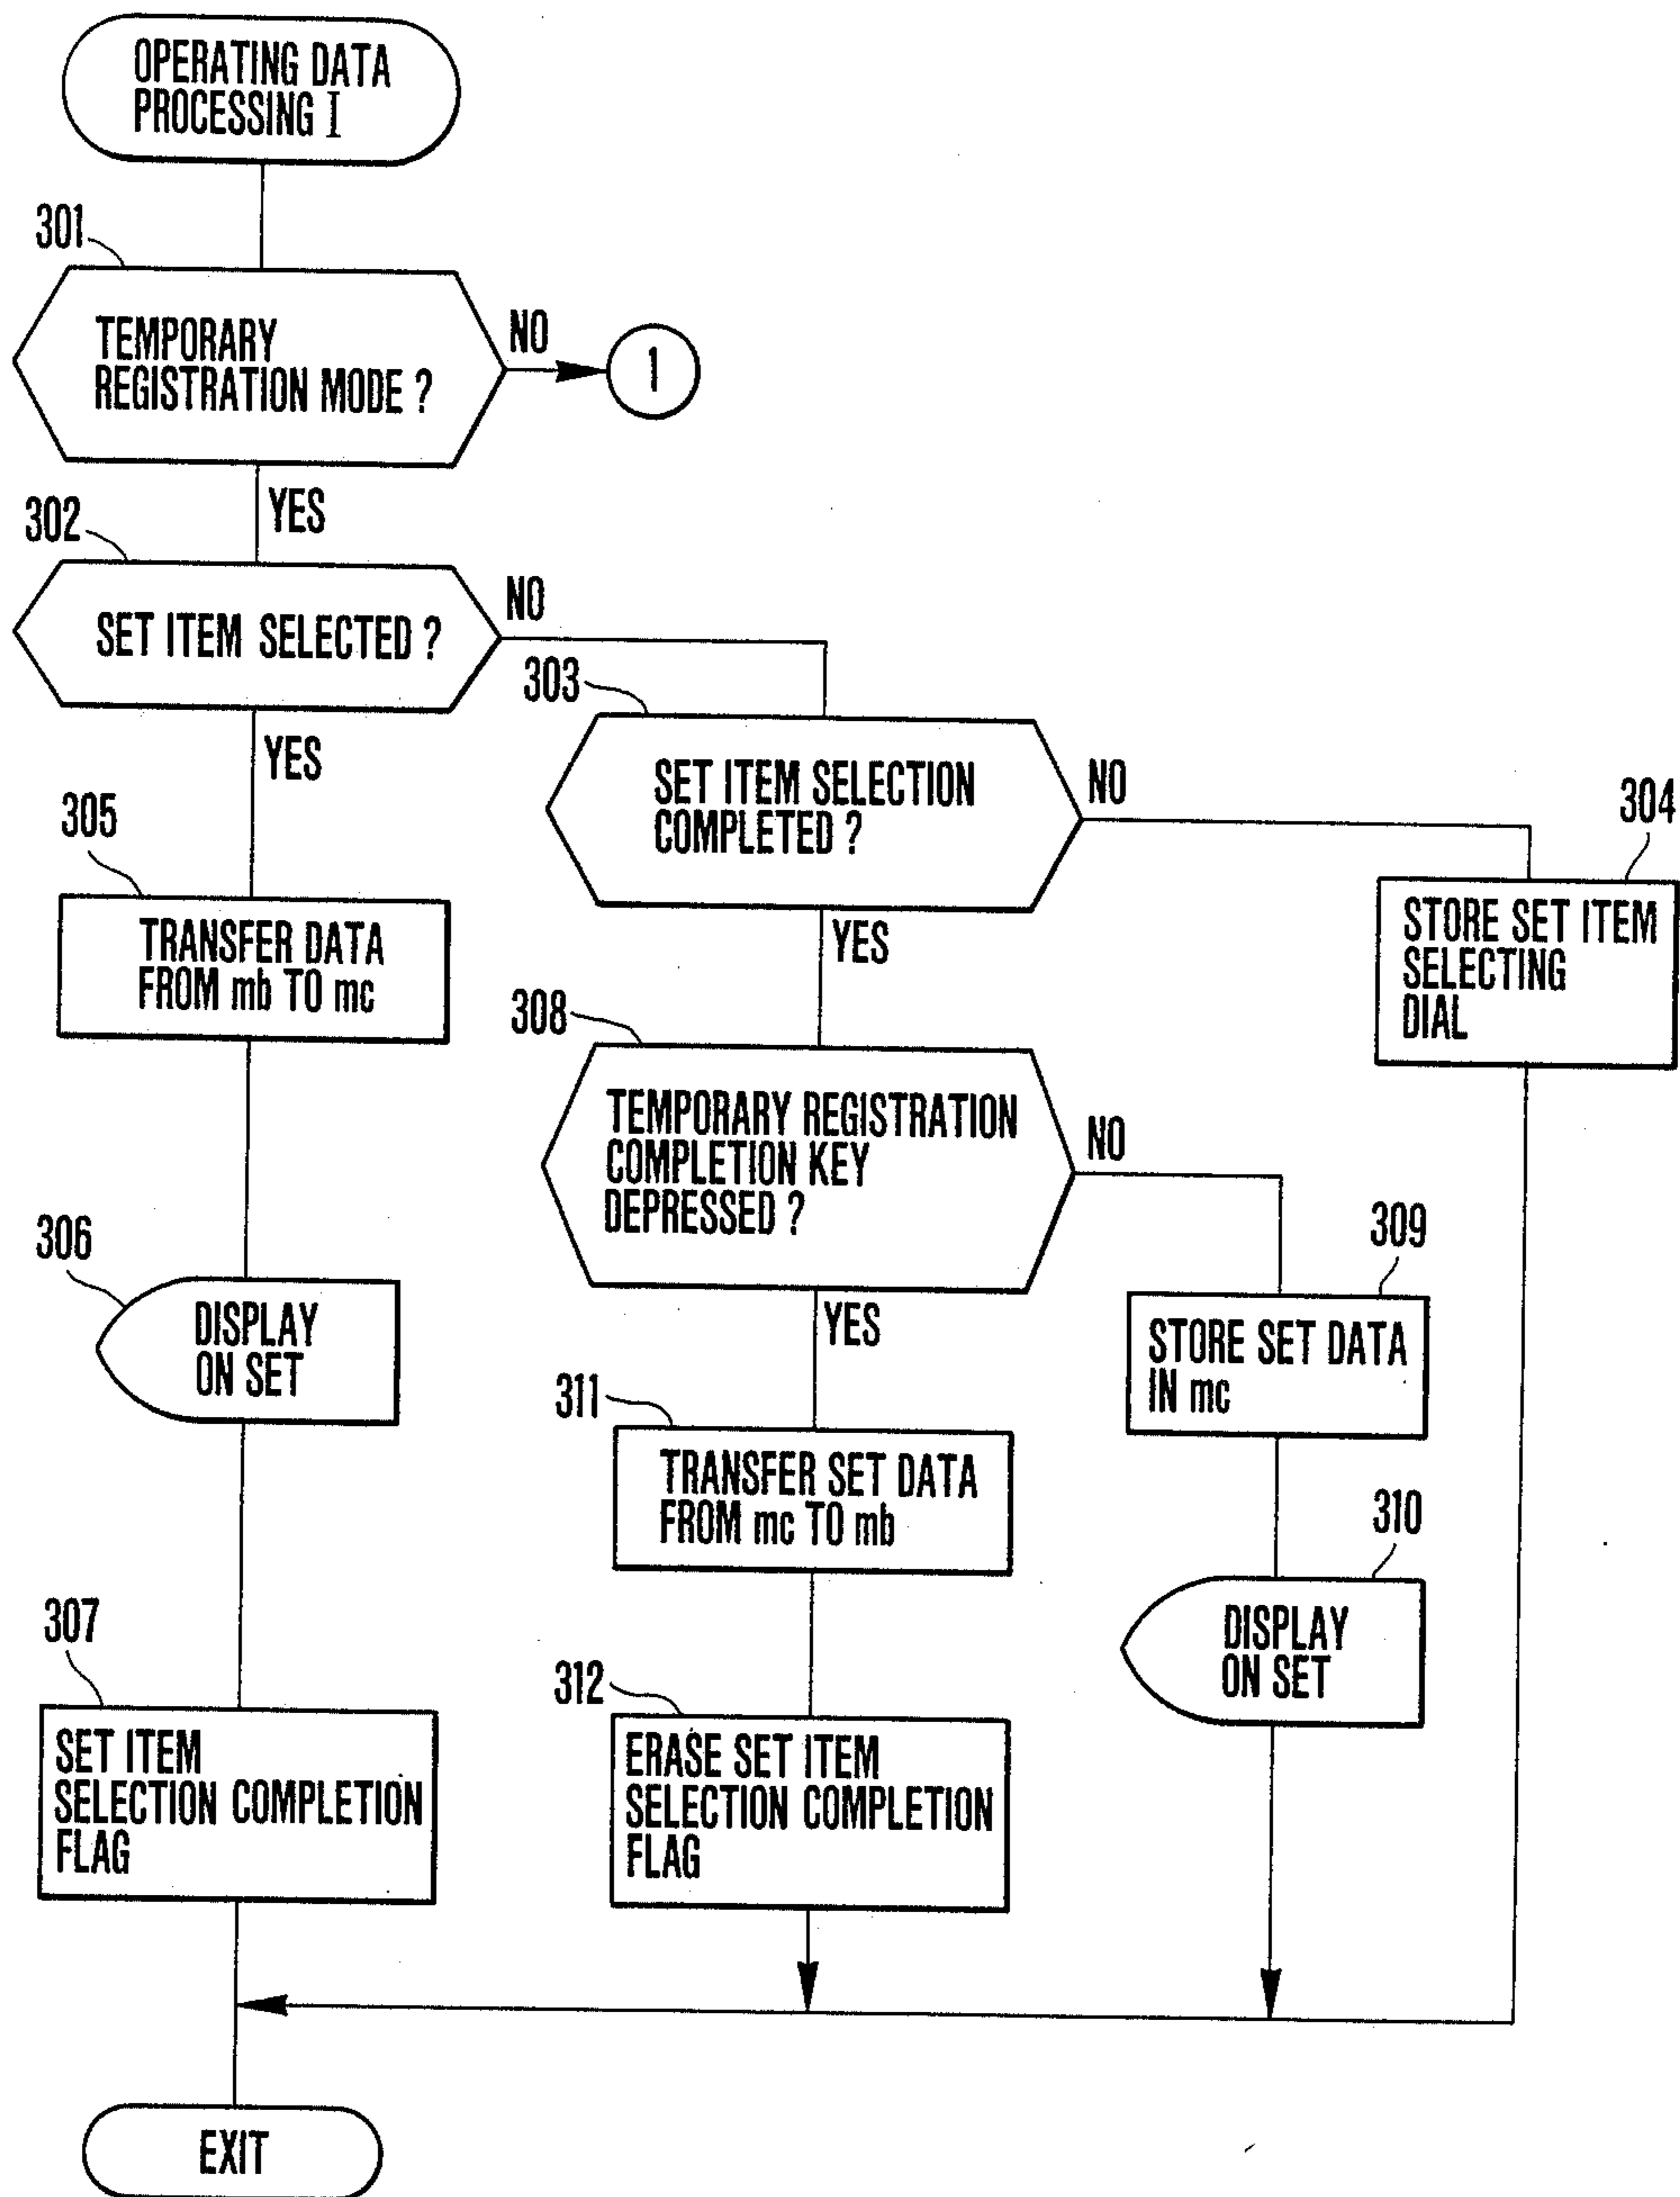 OPERATING DATA
PROCESSING I
301
TEMPORARY
REGISTRATION MODE ?
NO
1
YES
302
SET ITEM SELECTED ?
NO
YES
303
SET ITEM SELECTION
COMPLETED ?
NO
YES
304
STORE SET ITEM
SELECTING
DIAL
305
TRANSFER DATA
FROM mb TO mc
308
TEMPORARY REGISTRATION
COMPLETION KEY
DEPRESSED ?
NO
YES
306
DISPLAY
ON SET
309
STORE SET DATA
IN mc
311
TRANSFER SET DATA
FROM mc TO mb
310
DISPLAY
ON SET
307
SET ITEM
SELECTION COMPLETION
FLAG
312
ERASE SET ITEM
SELECTION COMPLETION
FLAG
EXIT